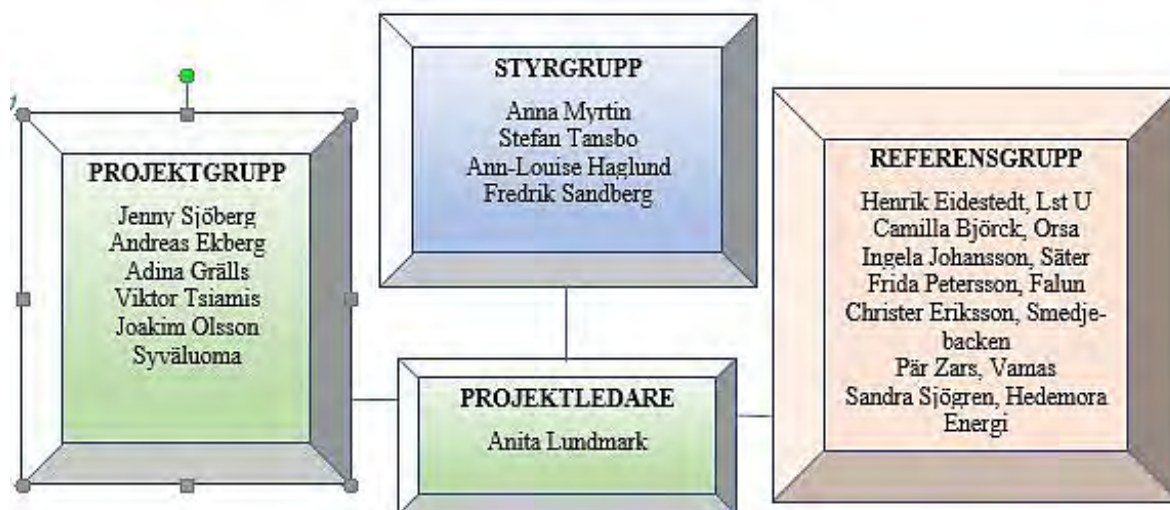 STYRGRUPP
Anna Myrtin
Stefan Tansbo
Ann-Louise Haglund
Fredrik Sandberg
PROJEKTGRUPP
Jenny Sjöberg
Andreas Ekberg
Adina Grälls
Viktor Tsiamis
Joakim Olsson
Syväluoma
REFERENSGRUPP
Henrik Eidestedt, Lst U
Camilla Björck, Orsa
Ingela Johansson, Säter
Frida Petersson, Falun
Christer Eriksson, Smedje-
backen
Pär Zars, Vamas
Sandra Sjögren, Hedemora
Energi
PROJEKTLEDARE
Anita Lundmark